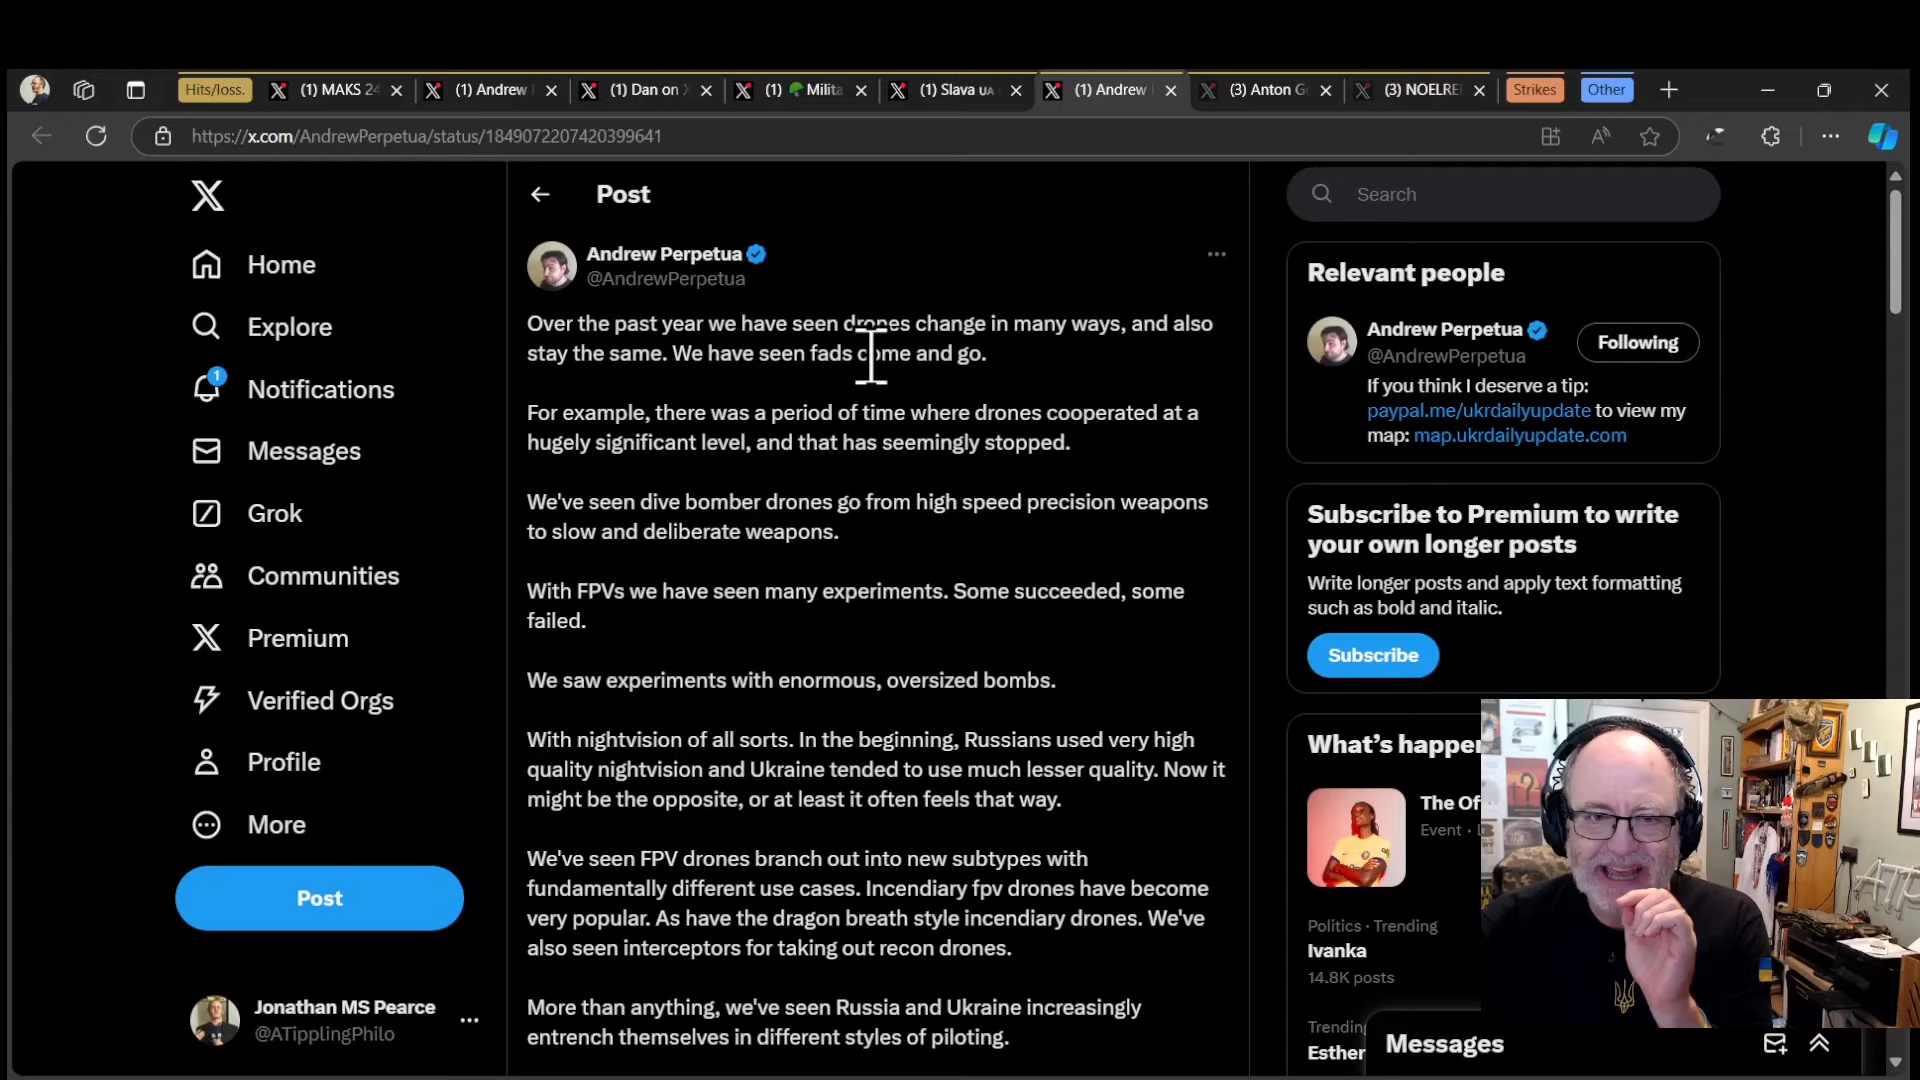 Hits/loss.
(1) MAKS 24
(1) Andrew
(1) Dan on
(1) Milita
(1) Slava UA
(1) Andrew
(3) Anton G
(3) NOELRE
Strikes
Other
https://x.com/AndrewPerpetua/status/1849072207420399641
Home
Explore
1
Notifications
Messages
Grok
Communities
Premium
Verified Orgs
Profile
More
Post
Jonathan MS Pearce
@ATipplingPhilo
Post
Andrew Perpetua
@AndrewPerpetua
Over the past year we have seen drones change in many ways, and also
stay the same. We have seen fads come and go.
For example, there was a period of time where drones cooperated at a
hugely significant level, and that has seemingly stopped.
We've seen dive bomber drones go from high speed precision weapons
to slow and deliberate weapons.
With FPVs we have seen many experiments. Some succeeded, some
failed.
We saw experiments with enormous, oversized bombs.
With nightvision of all sorts. In the beginning, Russians used very high
quality nightvision and Ukraine tended to use much lesser quality. Now it
might be the opposite, or at least it often feels that way.
We've seen FPV drones branch out into new subtypes with
fundamentally different use cases. Incendiary fpv drones have become
very popular. As have the dragon breath style incendiary drones. We've
also seen interceptors for taking out recon drones.
More than anything, we've seen Russia and Ukraine increasingly
entrench themselves in different styles of piloting.
Search
Relevant people
Andrew Perpetua
@AndrewPerpetua
Following
If you think I deserve a tip:
paypal.me/ukrdailyupdate to view my
map: map.ukrdailyupdate.com
Subscribe to Premium to write
your own longer posts
Write longer posts and apply text formatting
such as bold and italic.
Subscribe
What's happen
The Of
Event ·
Politics · Trending
Ivanka
14.8K posts
Trending
Esther
Messages